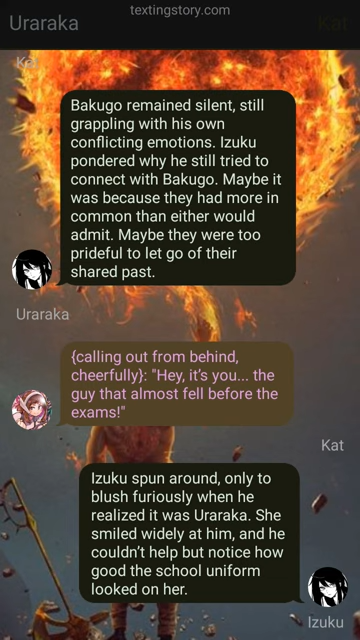 textingstory.com
Uraraka
Kat
Kat
Bakugo remained silent, still
grappling with his own
conflicting emotions. Izuku
pondered why he still tried to
connect with Bakugo. Maybe it
was because they had more in
common than either would
admit. Maybe they were too
prideful to let go of their
shared past.
Uraraka
{calling out from behind,
cheerfully}: "Hey, it's you... the
guy that almost fell before the
exams!"
Kat
Izuku spun around, only to
blush furiously when he
realized it was Uraraka. She
smiled widely at him, and he
couldn't help but notice how
good the school uniform
looked on her.
Izuku